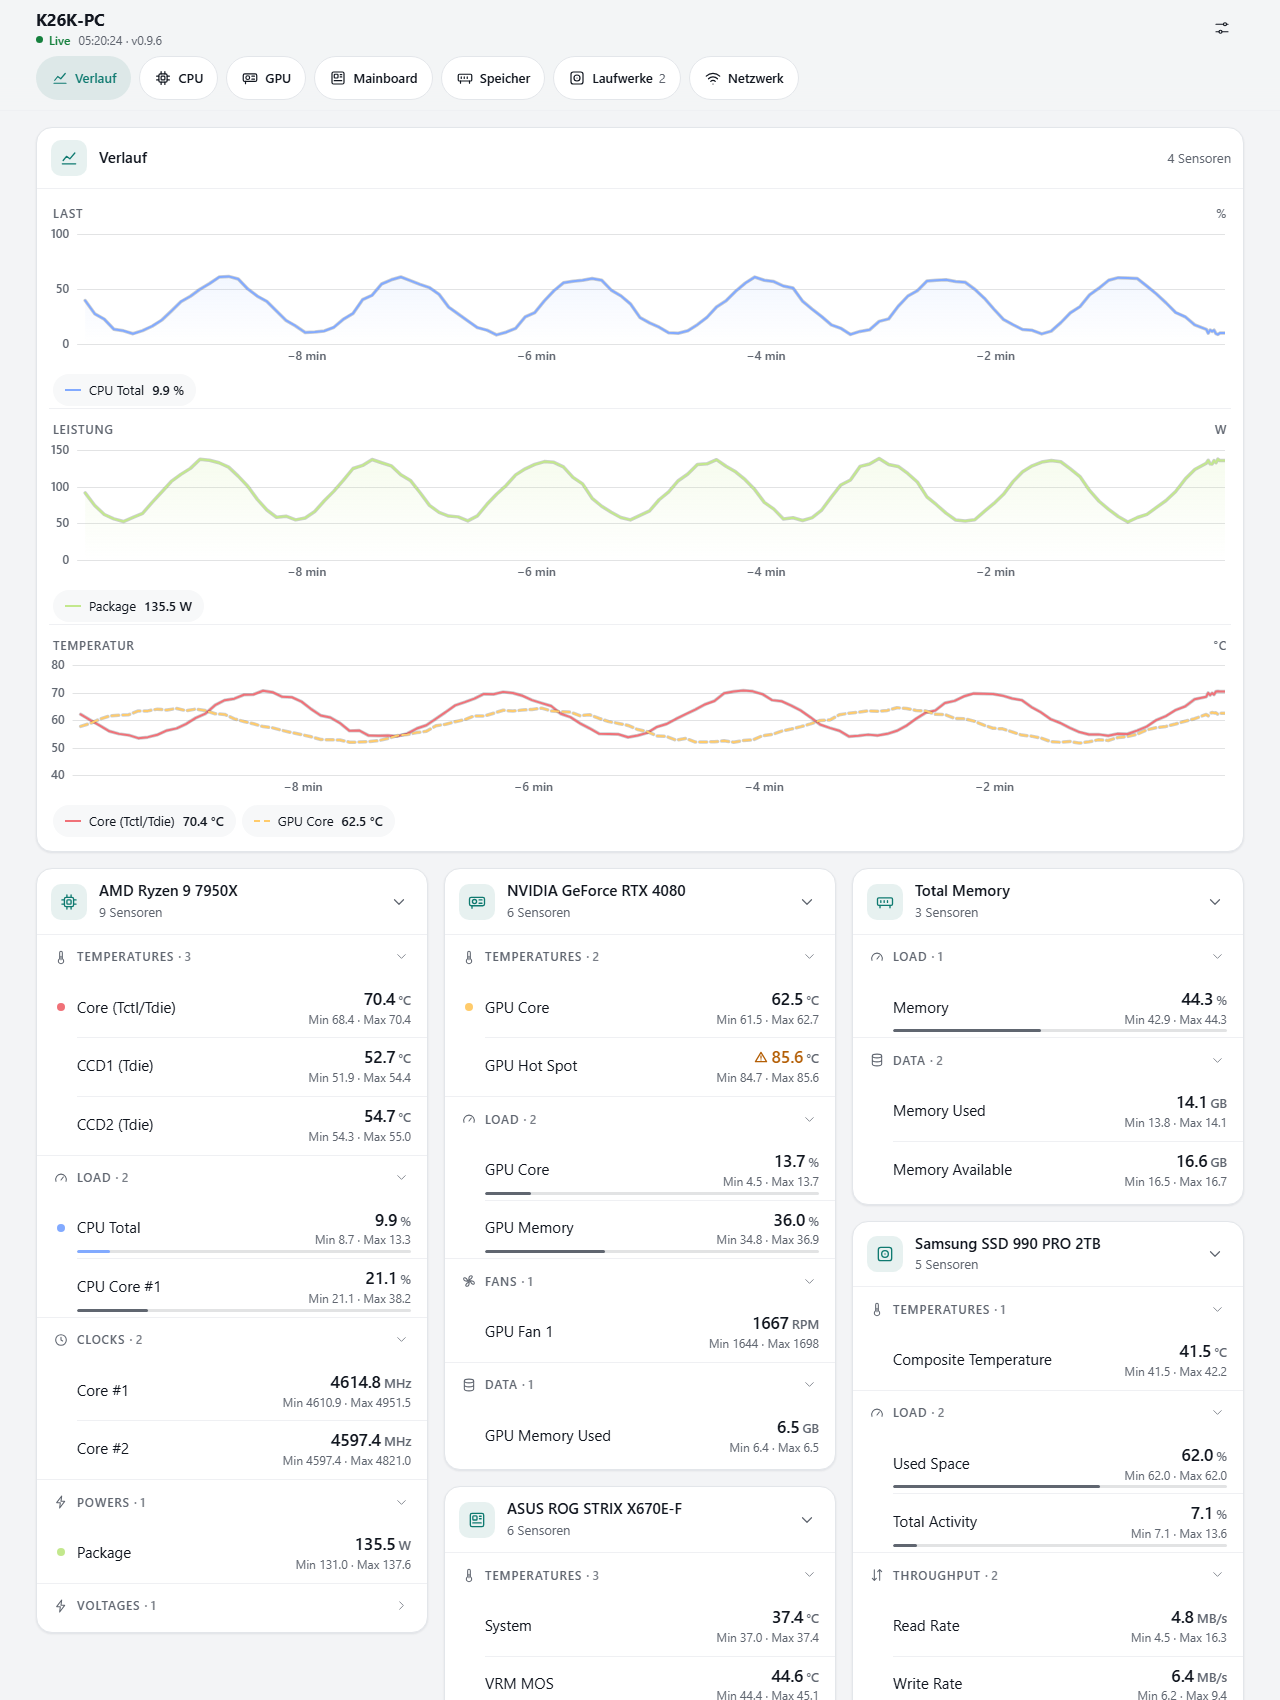 K26K-PC
Live 05:20:24 · v0.9.6
Verlauf
CPU
GPU
Mainboard
Speicher
Laufwerke 2
Netzwerk
Verlauf
4 Sensoren
LAST
%
100
50
0
−8 min
−6 min
−4 min
−2 min
CPU Total 9.9 %
LEISTUNG
W
150
100
50
0
−8 min
−6 min
−4 min
−2 min
Package 135.5 W
TEMPERATUR
°C
80
70
60
50
40
−8 min
−6 min
−4 min
−2 min
Core (Tctl/Tdie) 70.4 °C
GPU Core 62.5 °C
AMD Ryzen 9 7950X
9 Sensoren
TEMPERATURES · 3
Core (Tctl/Tdie)
70.4 °C
Min 68.4 · Max 70.4
CCD1 (Tdie)
52.7 °C
Min 51.9 · Max 54.4
CCD2 (Tdie)
54.7 °C
Min 54.3 · Max 55.0
LOAD · 2
CPU Total
9.9 %
Min 8.7 · Max 13.3
CPU Core #1
21.1 %
Min 21.1 · Max 38.2
CLOCKS · 2
Core #1
4614.8 MHz
Min 4610.9 · Max 4951.5
Core #2
4597.4 MHz
Min 4597.4 · Max 4821.0
POWERS · 1
Package
135.5 W
Min 131.0 · Max 137.6
VOLTAGES · 1
NVIDIA GeForce RTX 4080
6 Sensoren
TEMPERATURES · 2
GPU Core
62.5 °C
Min 61.5 · Max 62.7
GPU Hot Spot
85.6 °C
Min 84.7 · Max 85.6
LOAD · 2
GPU Core
13.7 %
Min 4.5 · Max 13.7
GPU Memory
36.0 %
Min 34.8 · Max 36.9
FANS · 1
GPU Fan 1
1667 RPM
Min 1644 · Max 1698
DATA · 1
GPU Memory Used
6.5 GB
Min 6.4 · Max 6.5
ASUS ROG STRIX X670E-F
6 Sensoren
TEMPERATURES · 3
System
37.4 °C
Min 37.0 · Max 37.4
VRM MOS
44.6 °C
Min 44.4 · Max 45.1
Total Memory
3 Sensoren
LOAD · 1
Memory
44.3 %
Min 42.9 · Max 44.3
DATA · 2
Memory Used
14.1 GB
Min 13.8 · Max 14.1
Memory Available
16.6 GB
Min 16.5 · Max 16.7
Samsung SSD 990 PRO 2TB
5 Sensoren
TEMPERATURES · 1
Composite Temperature
41.5 °C
Min 41.5 · Max 42.2
LOAD · 2
Used Space
62.0 %
Min 62.0 · Max 62.0
Total Activity
7.1 %
Min 7.1 · Max 13.6
THROUGHPUT · 2
Read Rate
4.8 MB/s
Min 4.5 · Max 16.3
Write Rate
6.4 MB/s
Min 6.2 · Max 9.4